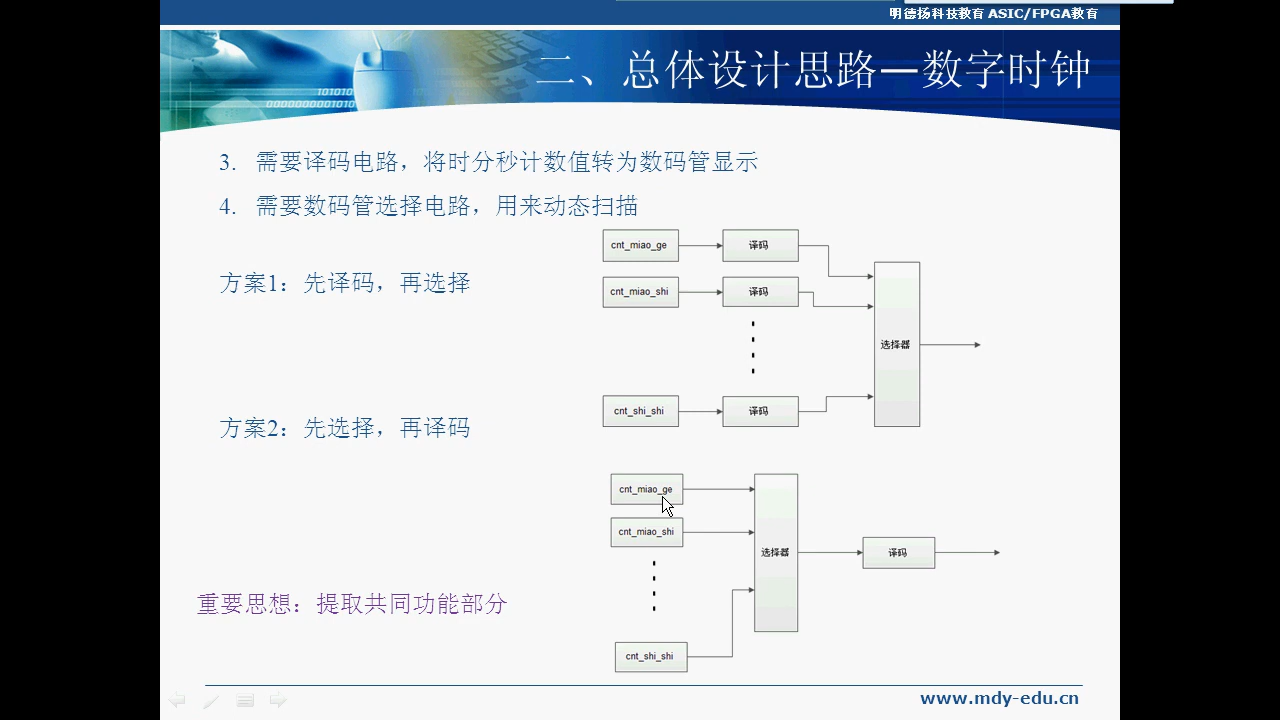 明德扬科技教育 ASIC/FPGA教育
二、总体设计思路—数字时钟
101010
0000000001010
3. 需要译码电路，将时分秒计数值转为数码管显示
4. 需要数码管选择电路，用来动态扫描
方案1：先译码，再选择
cnt_miao_ge
译码
cnt_miao_shi
译码
选择器
cnt_shi_shi
译码
方案2：先选择，再译码
cnt_miao_ge
cnt_miao_shi
选择器
译码
cnt_shi_shi
重要思想：提取共同功能部分
www.mdy-edu.cn